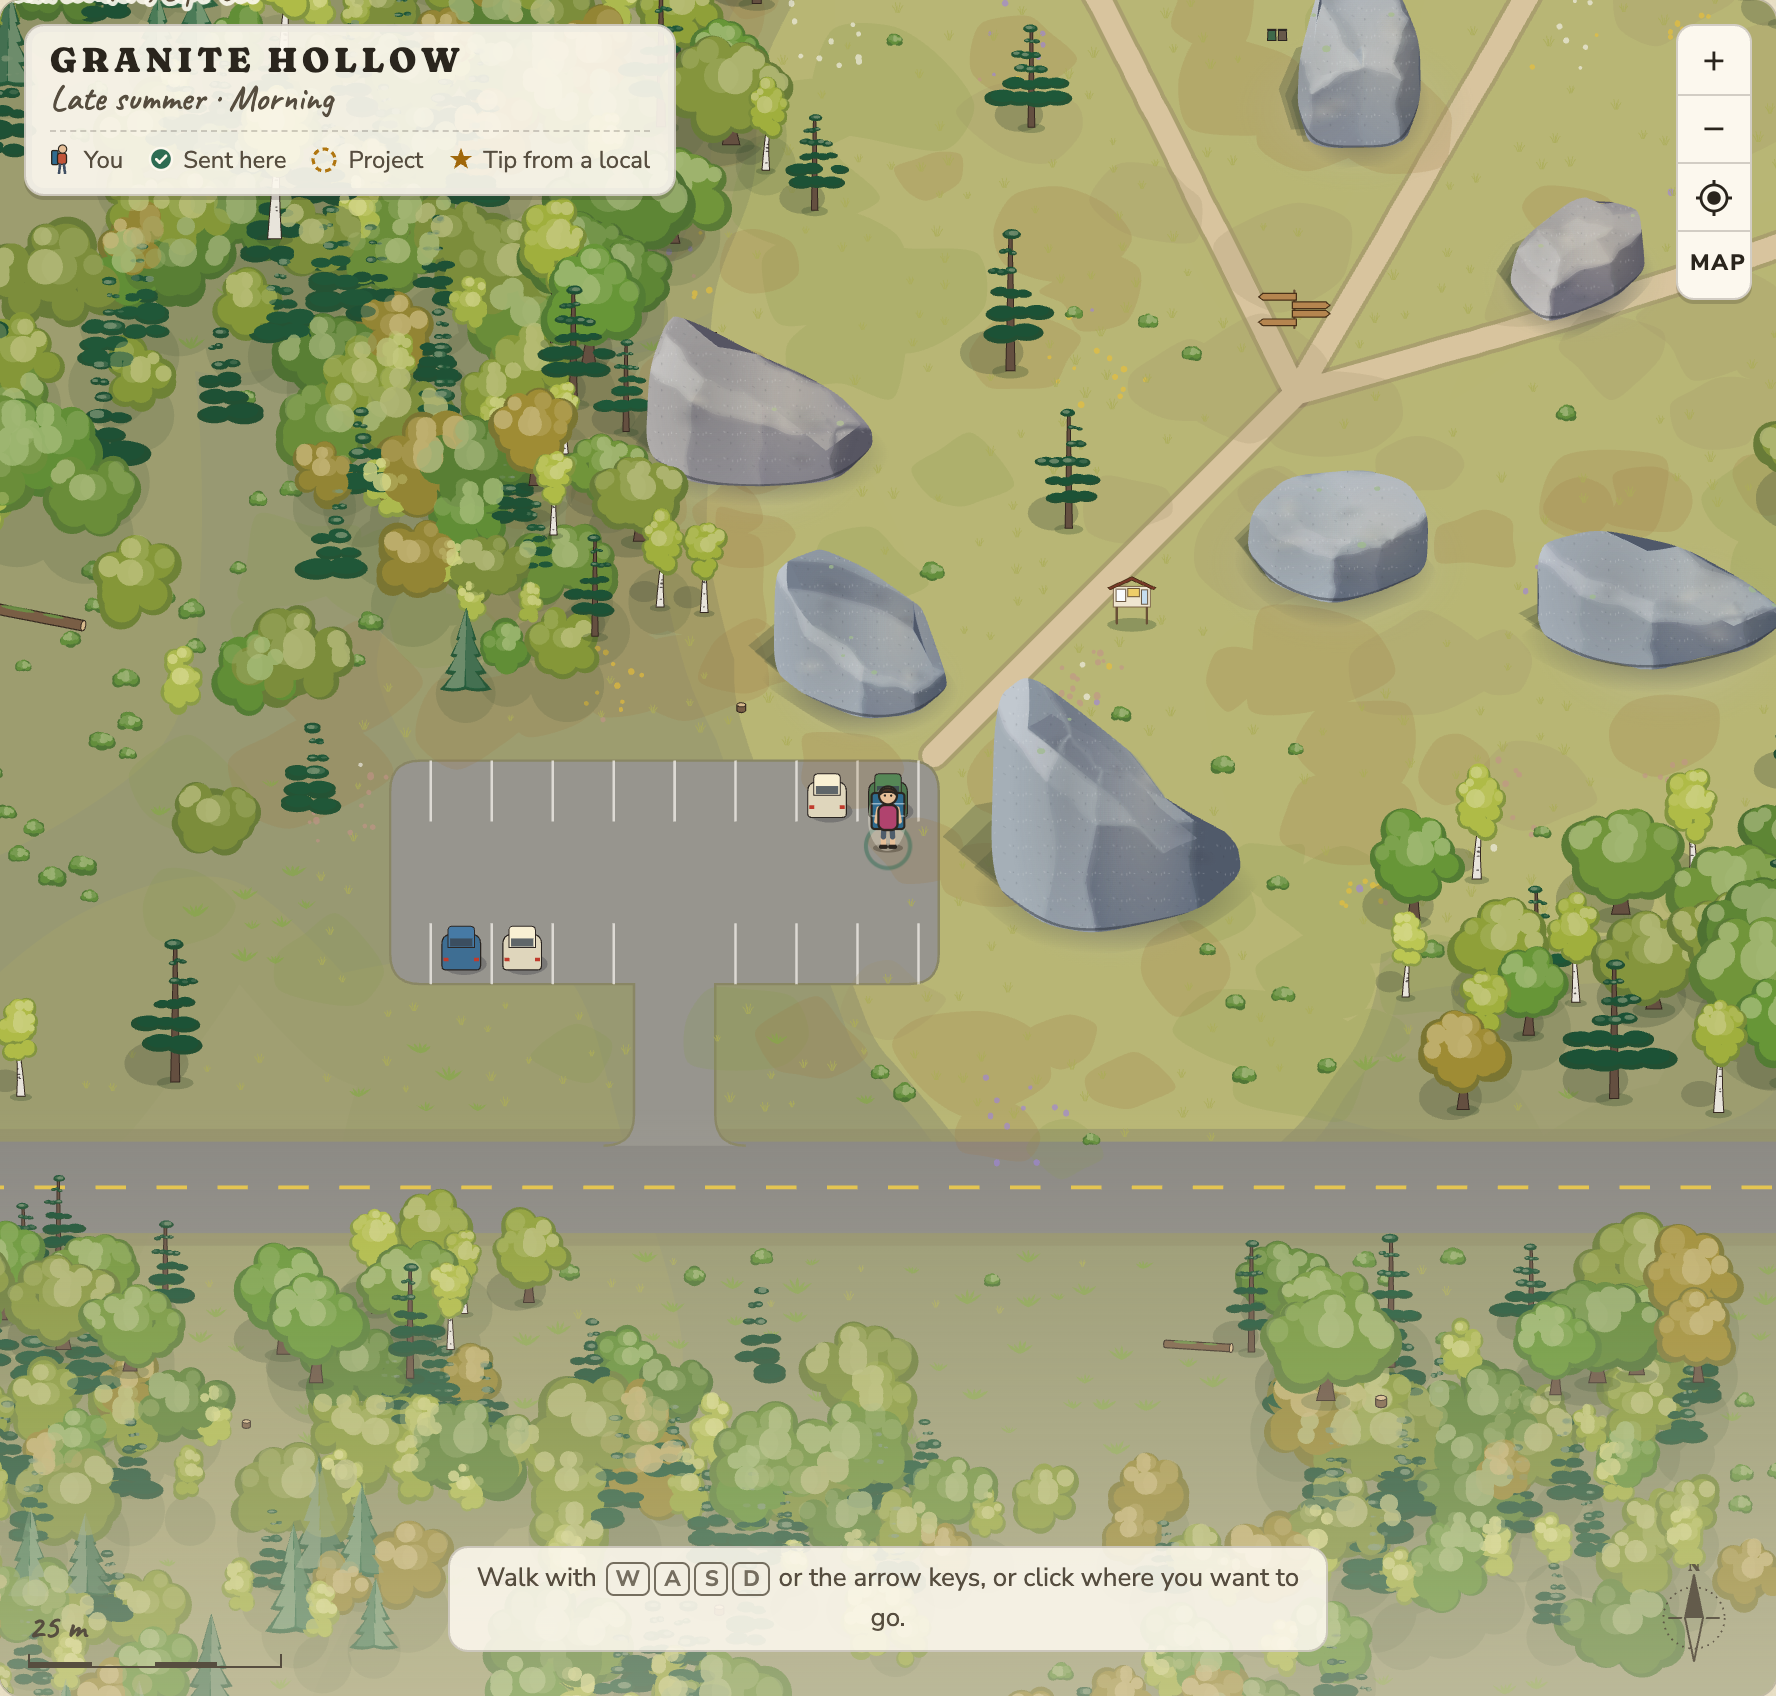 GRANITE HOLLOW
Late summer · Morning
You Sent here Project Tip from a local
+
−
MAP
Walk with W A S D or the arrow keys, or click where you want to
go.
25 m
N